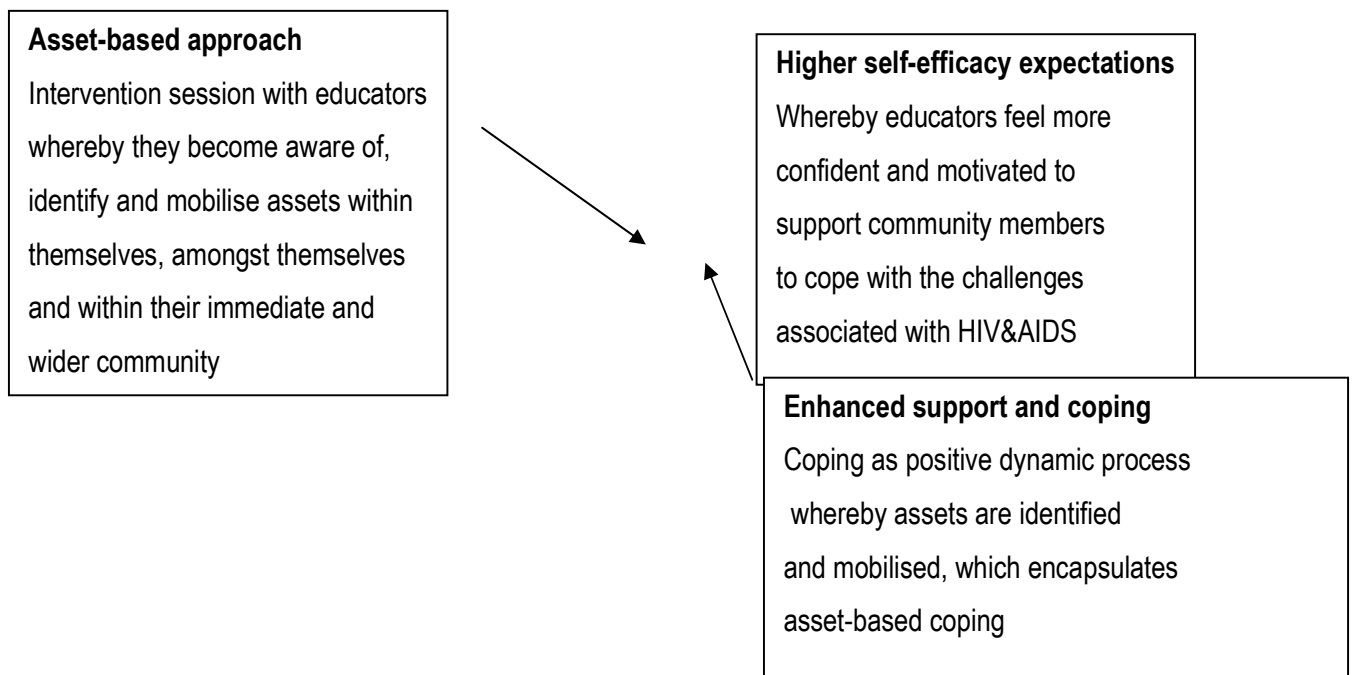 Asset-based approach
Intervention session with educators
whereby they become aware of,
identify and mobilise assets within
themselves, amongst themselves
and within their immediate and
wider community
Higher self-efficacy expectations
Whereby educators feel more
confident and motivated to
support community members
to cope with the challenges
associated with HIV&AIDS
Enhanced support and coping
Coping as positive dynamic process
whereby assets are identified
and mobilised, which encapsulates
asset-based coping